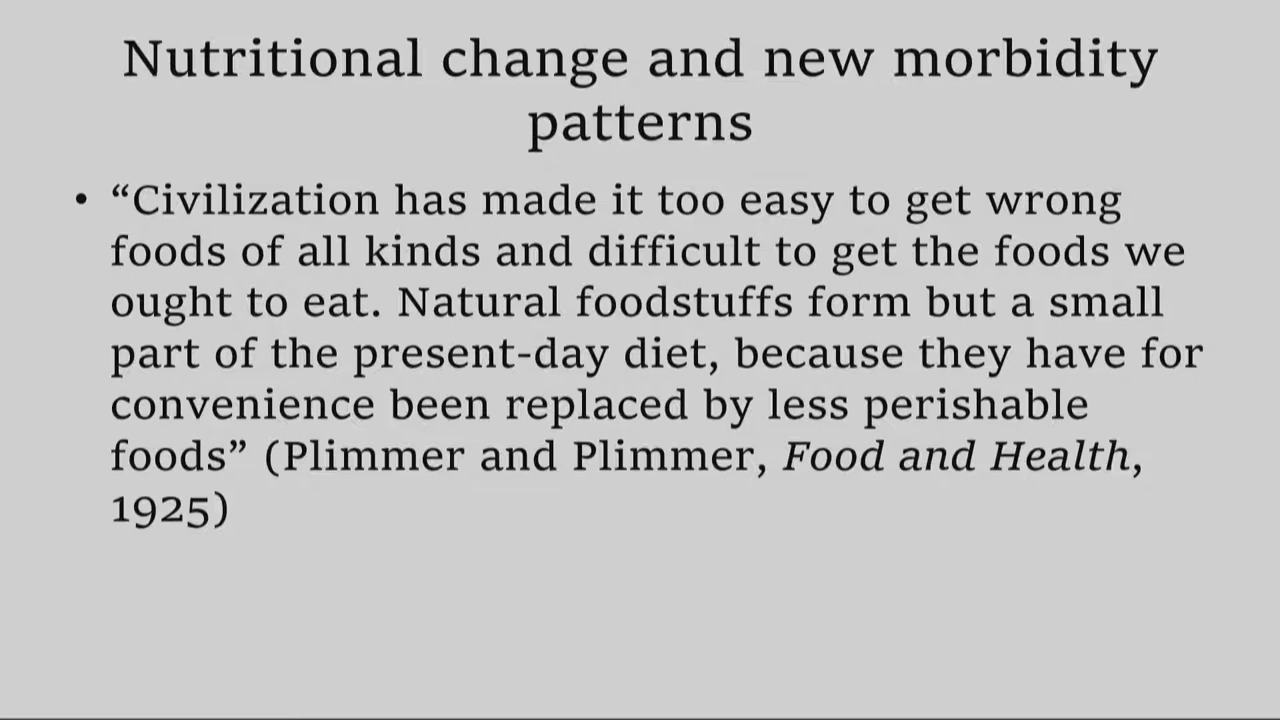 Nutritional change and new morbidity
patterns
• “Civilization has made it too easy to get wrong
foods of all kinds and difficult to get the foods we
ought to eat. Natural foodstuffs form but a small
part of the present-day diet, because they have for
convenience been replaced by less perishable
foods” (Plimmer and Plimmer, Food and Health,
1925)